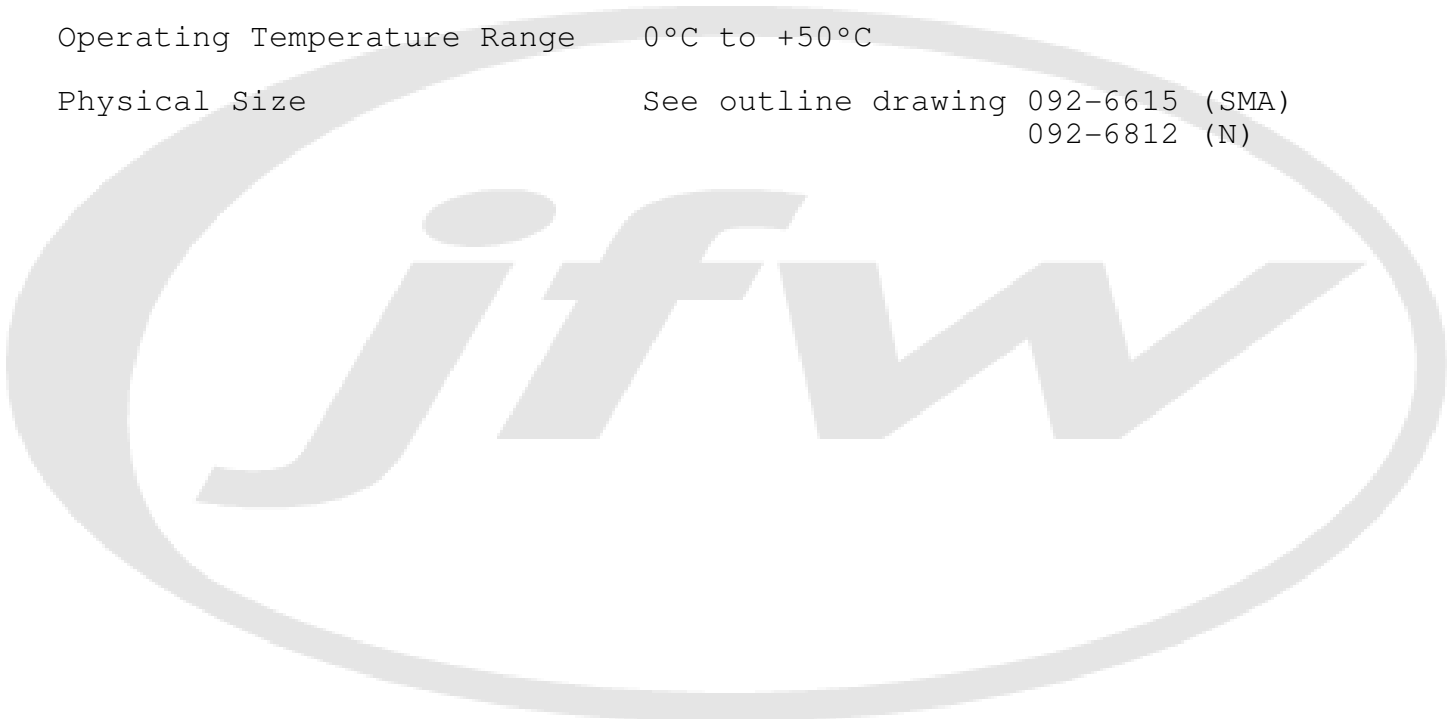 Operating Temperature Range 0°C to +50°C
Physical Size See outline drawing 092-6615 (SMA)
092-6812 (N)
jfw